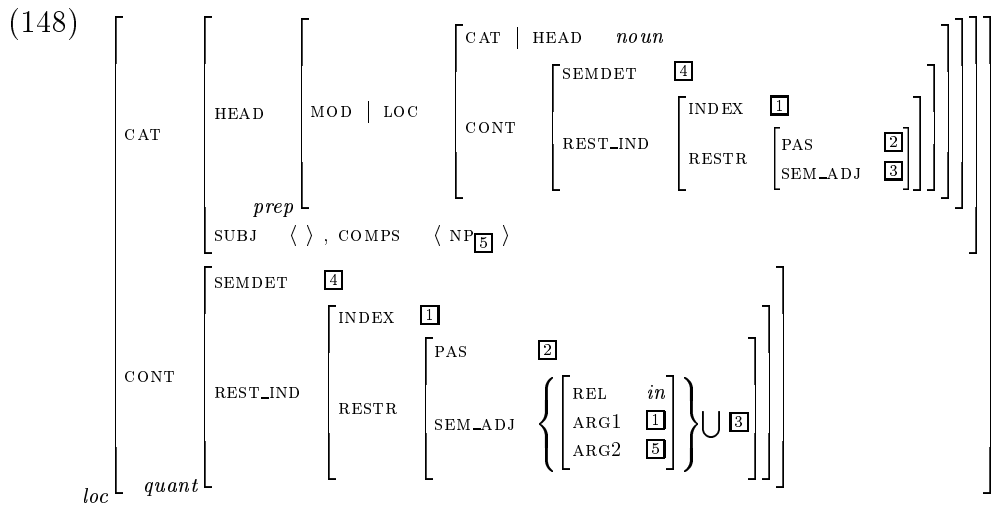 (148)
CAT | HEAD noun
SEMDET 4
INDEX 1
HEAD MOD | LOC
CAT CONT REST_IND PAS 2
RESTR
SEM_ADJ 3
prep
SUBJ ⟨ ⟩ , COMPS ⟨ NP 5 ⟩
SEMDET 4
INDEX 1
PAS 2
CONT REST_IND REL in
RESTR SEM_ADJ { ARG1 1 } ∪ 3
ARG2 5
loc quant